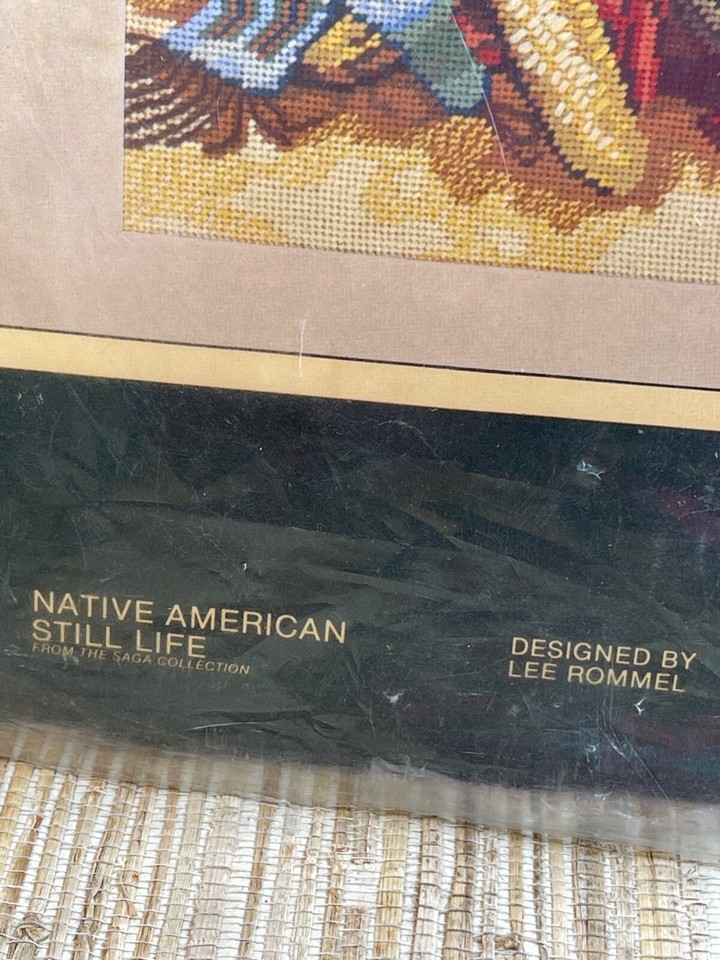 NATIVE AMERICAN
STILL LIFE
FROM THE SAGA COLLECTION
DESIGNED BY
LEE ROMMEL